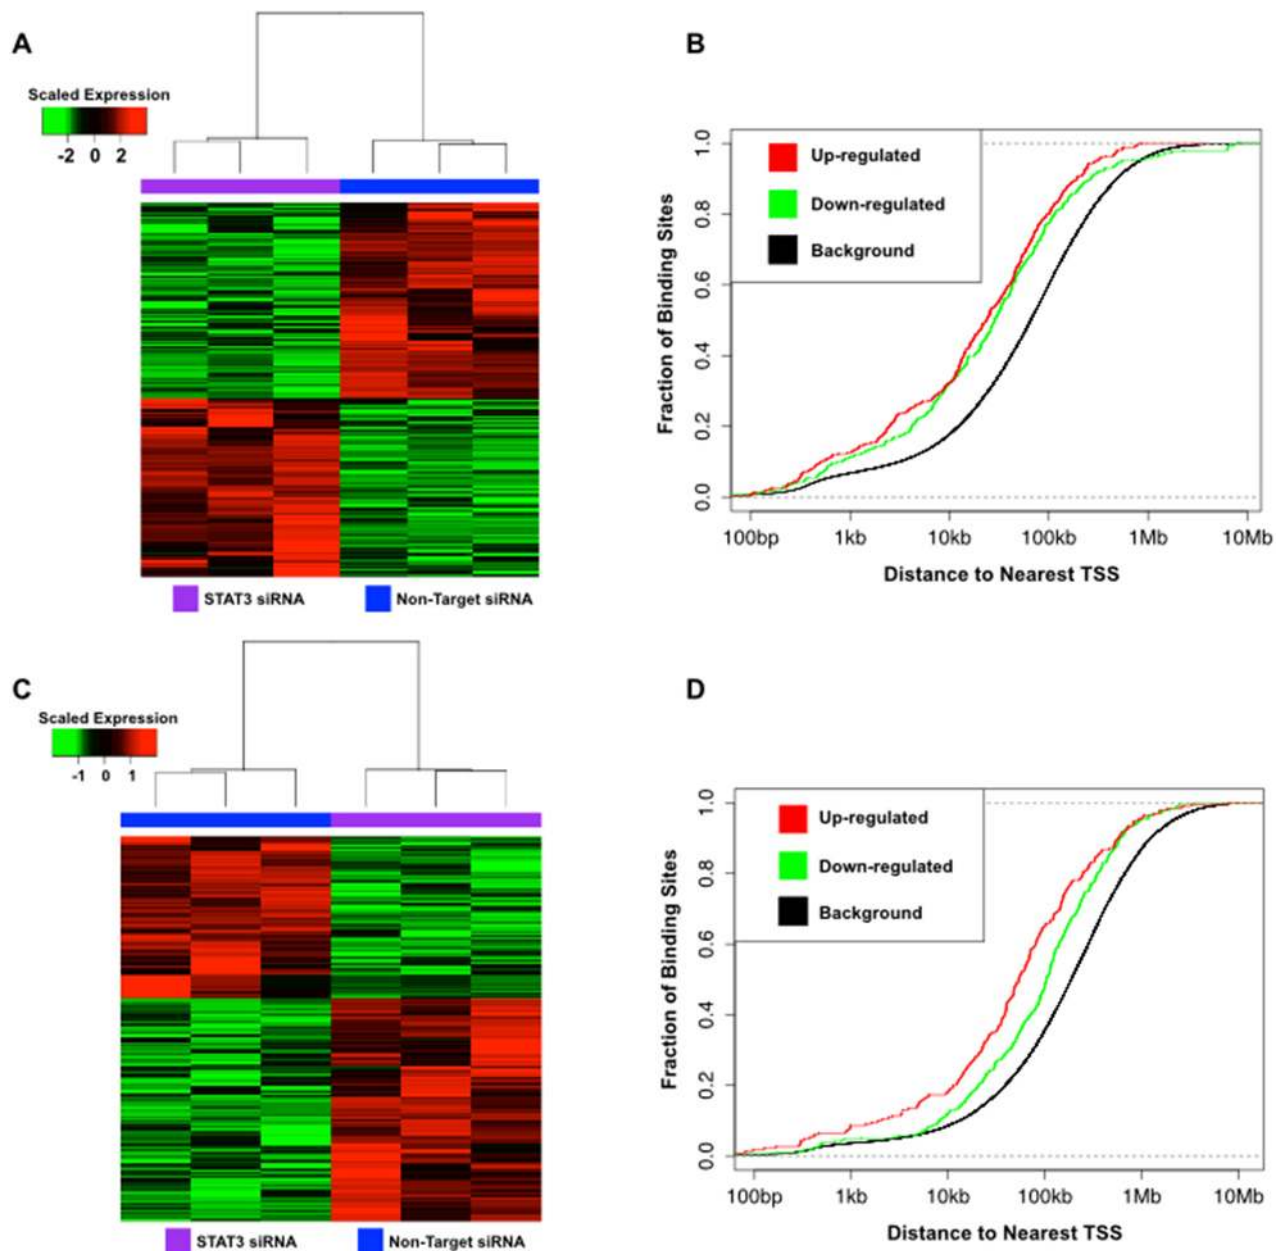 A
Scaled Expression
-2 0 2
STAT3 siRNA
Non-Target siRNA
B
Up-regulated
Down-regulated
Background
Fraction of Binding Sites
0.0 0.2 0.4 0.6 0.8 1.0
100bp 1kb 10kb 100kb 1Mb 10Mb
Distance to Nearest TSS
C
Scaled Expression
-1 0 1
STAT3 siRNA
Non-Target siRNA
D
Up-regulated
Down-regulated
Background
Fraction of Binding Sites
0.0 0.2 0.4 0.6 0.8 1.0
100bp 1kb 10kb 100kb 1Mb 10Mb
Distance to Nearest TSS